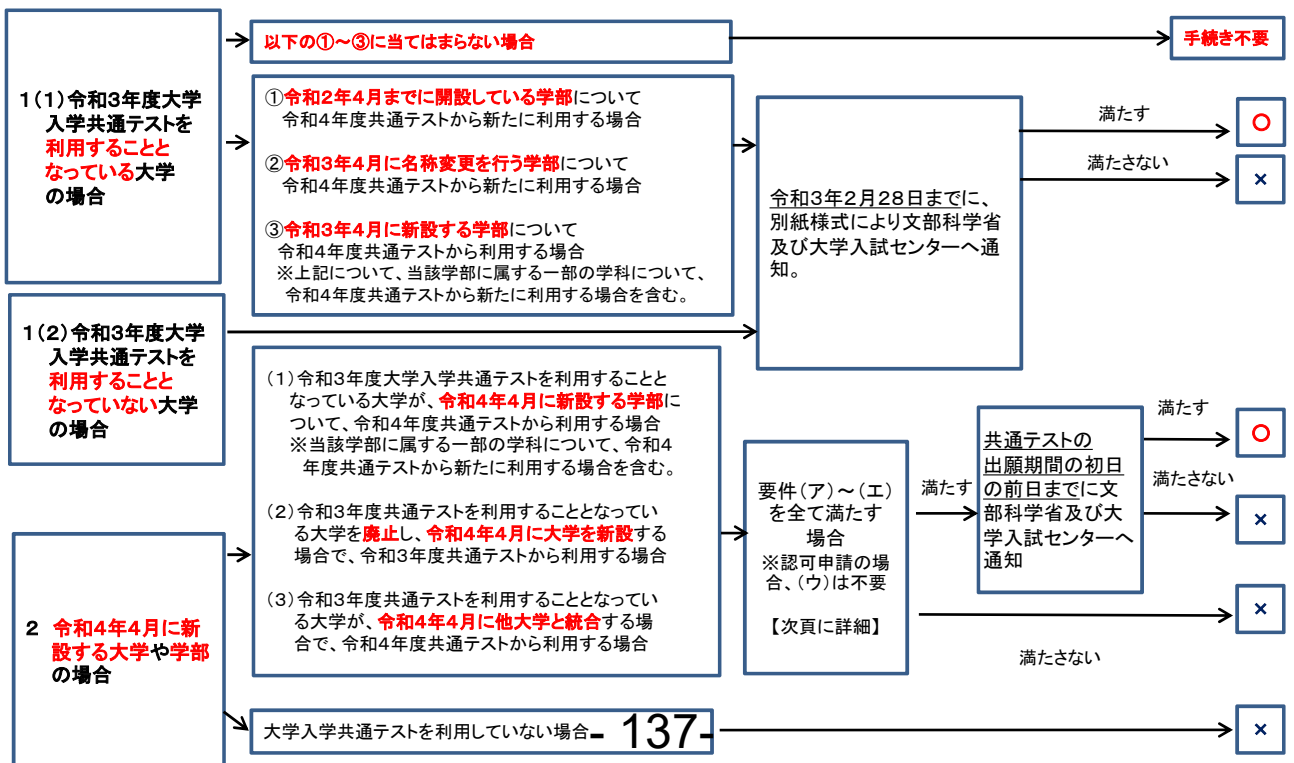 以下の①～③に当てはまらない場合
手続き不要
1(1)令和3年度大学
入学共通テストを
利用することと
なっている大学
の場合
①令和2年4月までに開設している学部について
令和4年度共通テストから新たに利用する場合
②令和3年4月に名称変更を行う学部について
令和4年度共通テストから新たに利用する場合
③令和3年4月に新設する学部について
令和4年度共通テストから利用する場合
※上記について、当該学部に属する一部の学科について、
令和4年度共通テストから新たに利用する場合を含む。
令和3年2月28日までに、
別紙様式により文部科学省
及び大学入試センターへ通
知。
満たす
○
満たさない
×
1(2)令和3年度大学
入学共通テストを
利用することと
なっていない大学
の場合
2 令和4年4月に新
設する大学や学部
の場合
(1)令和3年度大学入学共通テストを利用することと
なっている大学が、令和4年4月に新設する学部に
ついて、令和4年度共通テストから利用する場合
※当該学部に属する一部の学科について、令和4
年度共通テストから新たに利用する場合を含む。
(2)令和3年度共通テストを利用することとなってい
る大学を廃止し、令和4年4月に大学を新設する
場合で、令和3年度共通テストから利用する場合
(3)令和3年度共通テストを利用することとなってい
る大学が、令和4年4月に他大学と統合する場
合で、令和4年度共通テストから利用する場合
要件(ア)～(エ)
を全て満たす
場合
※認可申請の場
合、(ウ)は不要
【次頁に詳細】
満たす
共通テストの
出願期間の初日
の前日までに文
部科学省及び大
学入試センターへ
通知
満たす
○
満たさない
×
満たさない
×
大学入学共通テストを利用していない場合
×
- 137-